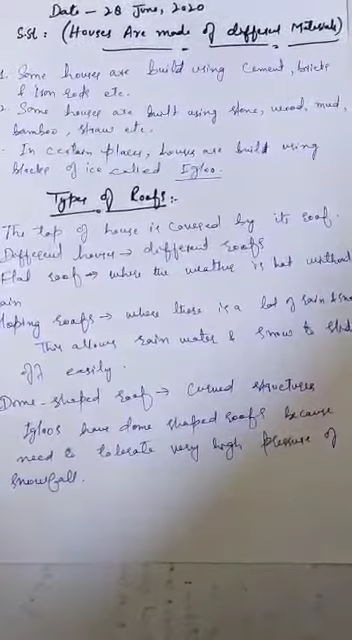 Date - 28 June, 2020
S.St : (Houses Are made of different Materials)
1. Some houses are build using Cement, bricks
& Iron rods etc.
2. Some houses are built using stone, wood, mud,
bamboo, straw etc.
- In certain places, houses are build using
blocks of ice called Igloo.
Types of Roofs :-
The top of house is covered by its roof.
Different houses → different roofs
Flat roof → where the weather is hot without
ain
loping roofs → where there is a lot of rain & sno
This allows rain water & snow to slid
off easily.
Dome-shaped roof → Curved structures
Igloos have dome shaped roofs because
need to tolerate very high pressure of
snowfall.